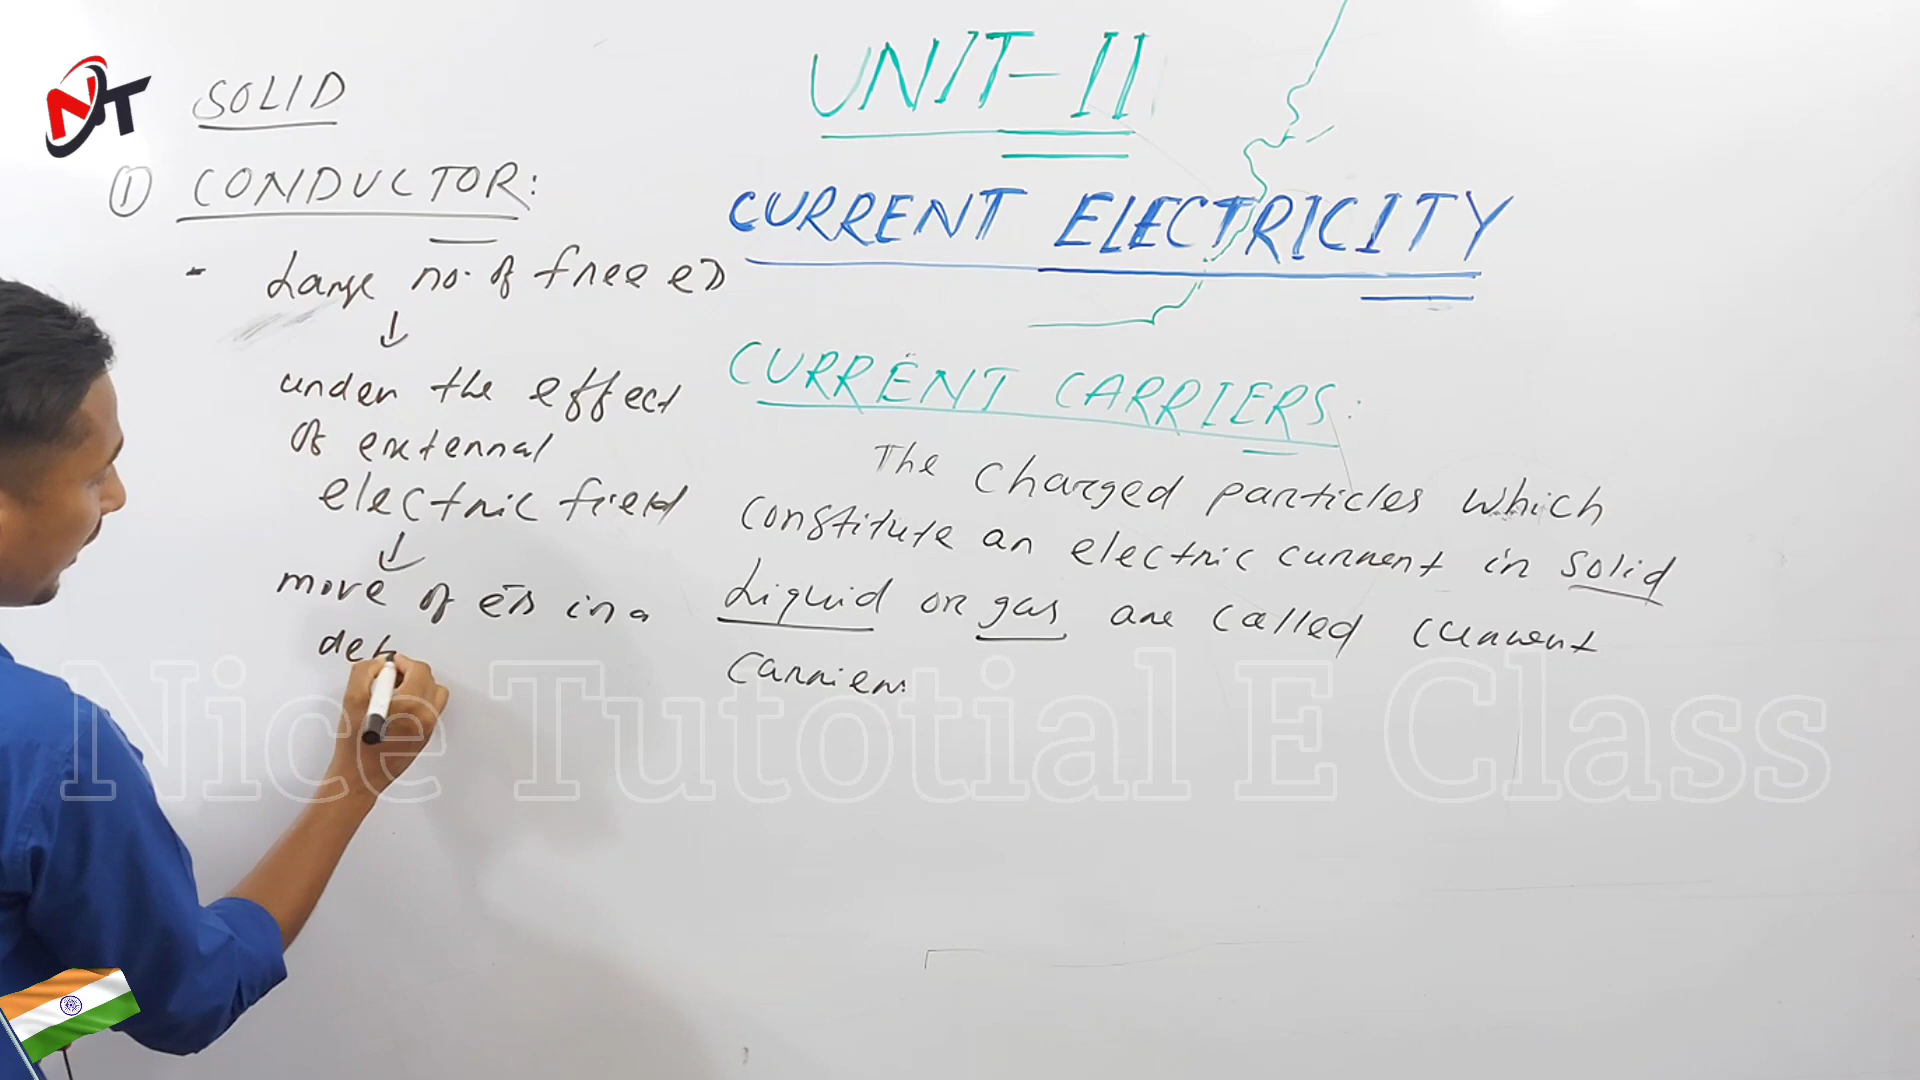 NT
SOLID
① CONDUCTOR:
- Large no. of free e⁻s
↓
under the effect
of external
electric field
↓
move of e⁻s in a
def
UNIT-II
CURRENT ELECTRICITY
CURRENT CARRIERS:
The charged particles which
constitute an electric current in solid
Liquid or gas are called current
carriers
Nice Tutotial E Class